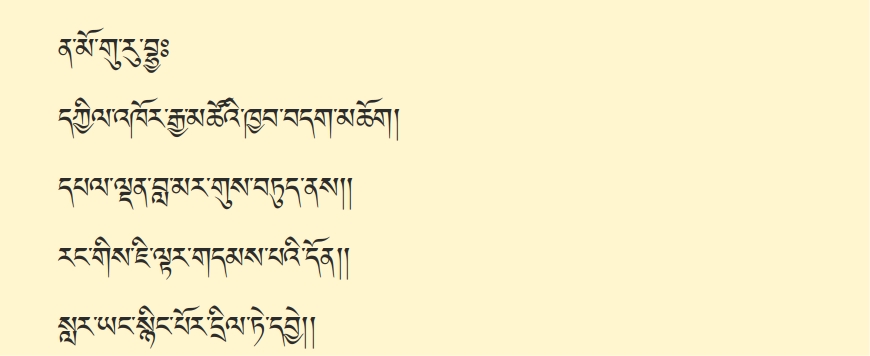 ན་མོ་གུ་རུ་བྷྱཿ
དཀྱིལ་འཁོར་རྒྱ་མཚོའི་ཁྱབ་བདག་མཆོག།
དཔལ་ལྡན་བླ་མར་གུས་བཏུད་ནས།།
རང་གིས་ཇི་ལྟར་གདམས་པའི་དོན།།
སླར་ཡང་སྙིང་པོར་དྲིལ་ཏེ་དབྱེ།།